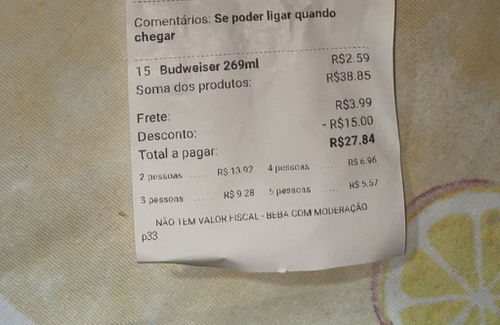 Comentários: Se poder ligar quando
chegar
15 Budweiser 269ml R$2.59
Soma dos produtos: R$38.85
Frete: R$3.99
Desconto: - R$15.00
Total a pagar: R$27.84
2 pessoas ..... R$ 13.92 4 pessoas ..... R$ 6.96
3 pessoas ..... R$ 9.28 5 pessoas ..... R$ 5.57
NÃO TEM VALOR FISCAL - BEBA COM MODERAÇÃO
p33